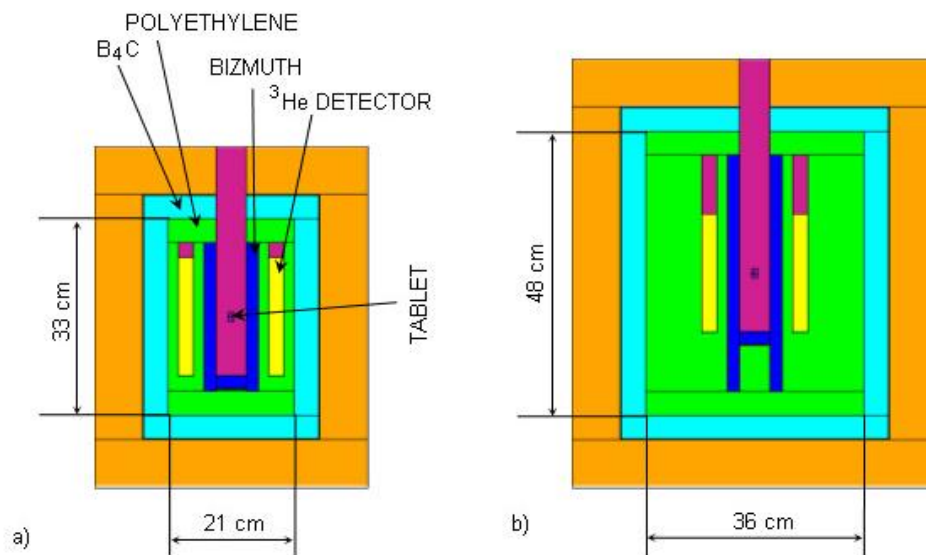 POLYETHYLENE
B₄C
BIZMUTH
³He DETECTOR
TABLET
33 cm
21 cm
a)
48 cm
36 cm
b)